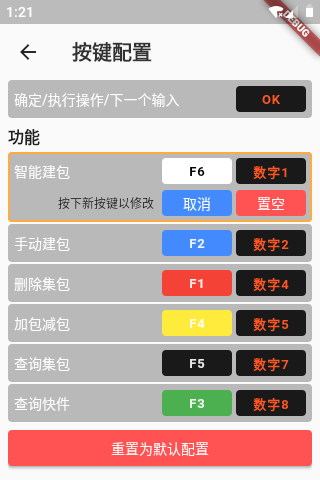 1:21
DEBUG
按键配置
确定/执行操作/下一个输入 OK
功能
智能建包 F6 数字1
按下新按键以修改 取消 置空
手动建包 F2 数字2
删除集包 F1 数字4
加包减包 F4 数字5
查询集包 F5 数字7
查询快件 F3 数字8
重置为默认配置